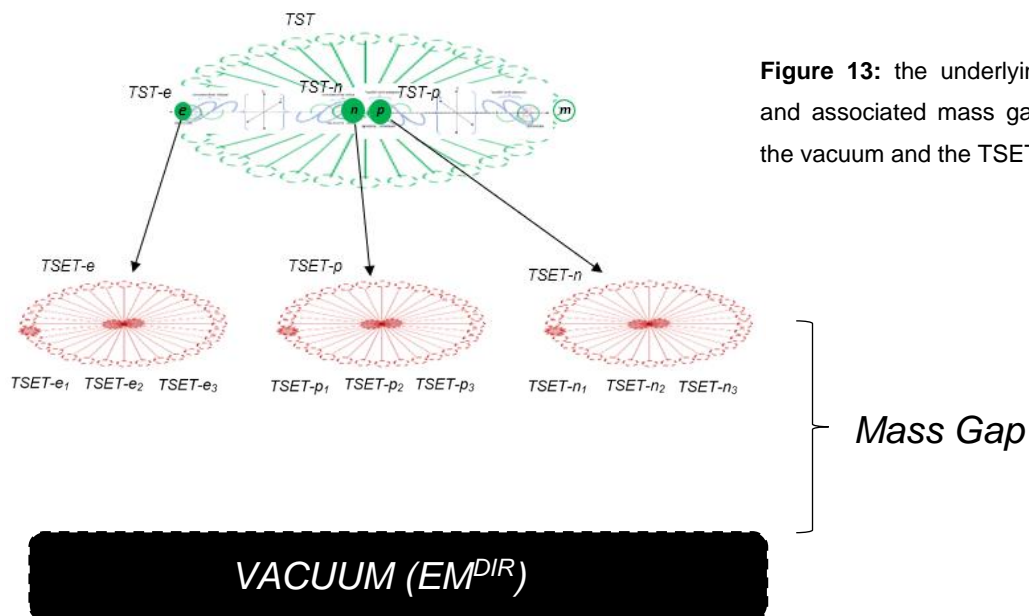 TST
Figure 13: the underlyin
and associated mass ga
the vacuum and the TSET
TST-e TST-n TST-p
e n p m
TSET-e TSET-p TSET-n
TSET-e₁ TSET-e₂ TSET-e₃ TSET-p₁ TSET-p₂ TSET-p₃ TSET-n₁ TSET-n₂ TSET-n₃
Mass Gap
VACUUM (EMᴰᴵᴿ)